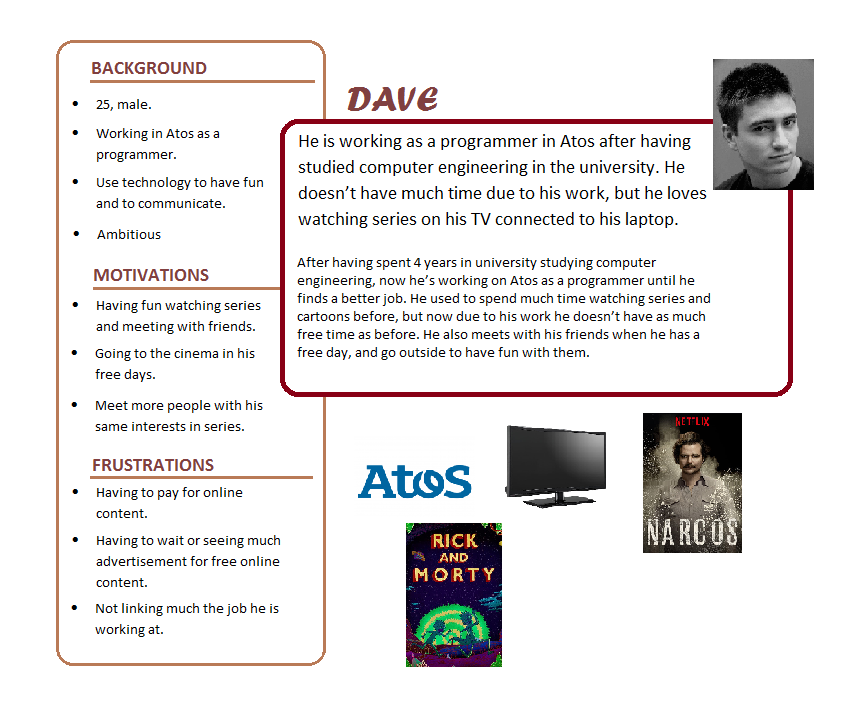 BACKGROUND
• 25, male.
• Working in Atos as a
programmer.
• Use technology to have fun
and to communicate.
• Ambitious
MOTIVATIONS
• Having fun watching series
and meeting with friends.
• Going to the cinema in his
free days.
• Meet more people with his
same interests in series.
FRUSTRATIONS
• Having to pay for online
content.
• Having to wait or seeing much
advertisement for free online
content.
• Not linking much the job he is
working at.
DAVE
He is working as a programmer in Atos after having
studied computer engineering in the university. He
doesn’t have much time due to his work, but he loves
watching series on his TV connected to his laptop.
After having spent 4 years in university studying computer
engineering, now he’s working on Atos as a programmer until he
finds a better job. He used to spend much time watching series and
cartoons before, but now due to his work he doesn’t have as much
free time as before. He also meets with his friends when he has a
free day, and go outside to have fun with them.
Atos
NETFLIX
NARCOS
RICK
AND
MORTY